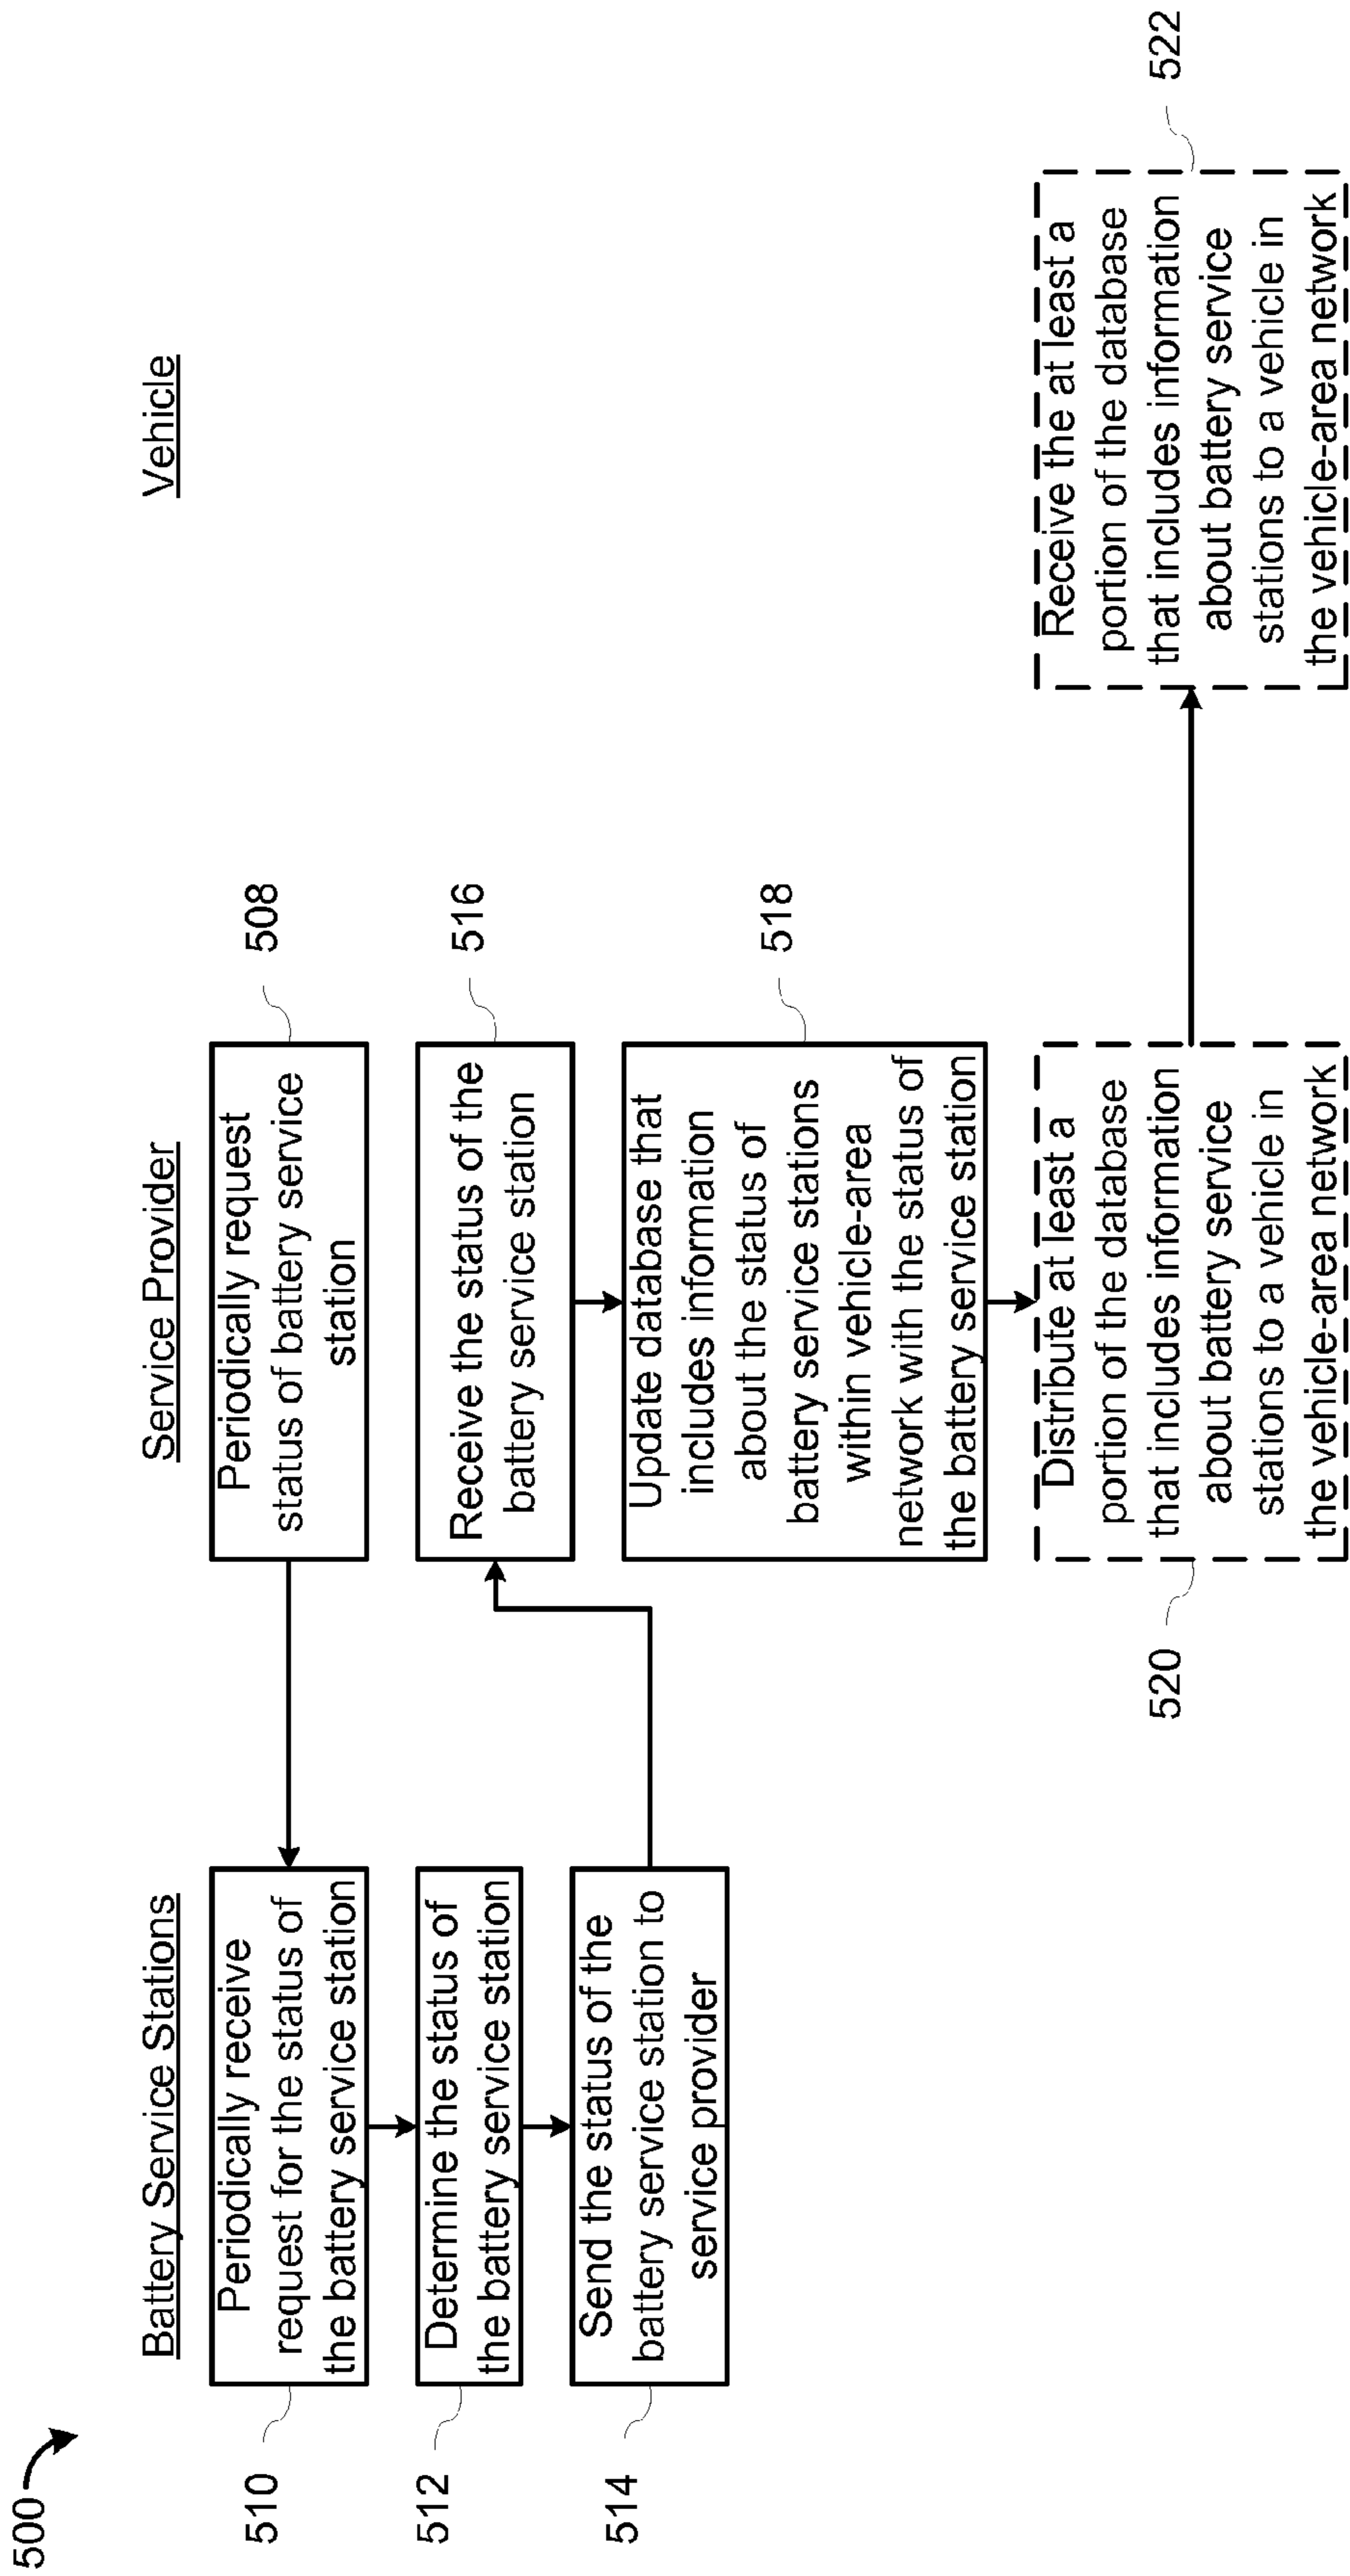 500
Battery Service Stations
Service Provider
Vehicle
510
Periodically receive
request for the status of
the battery service station
Periodically request
status of battery service
station
508
512
Determine the status of
the battery service station
514
Send the status of the
battery service station to
service provider
Receive the status of the
battery service station
516
Update database that
includes information
about the status of
battery service stations
within vehicle-area
network with the status of
the battery service station
518
520
Distribute at least a
portion of the database
that includes information
about battery service
stations to a vehicle in
the vehicle-area network
Receive the at least a
portion of the database
that includes information
about battery service
stations to a vehicle in
the vehicle-area network
522